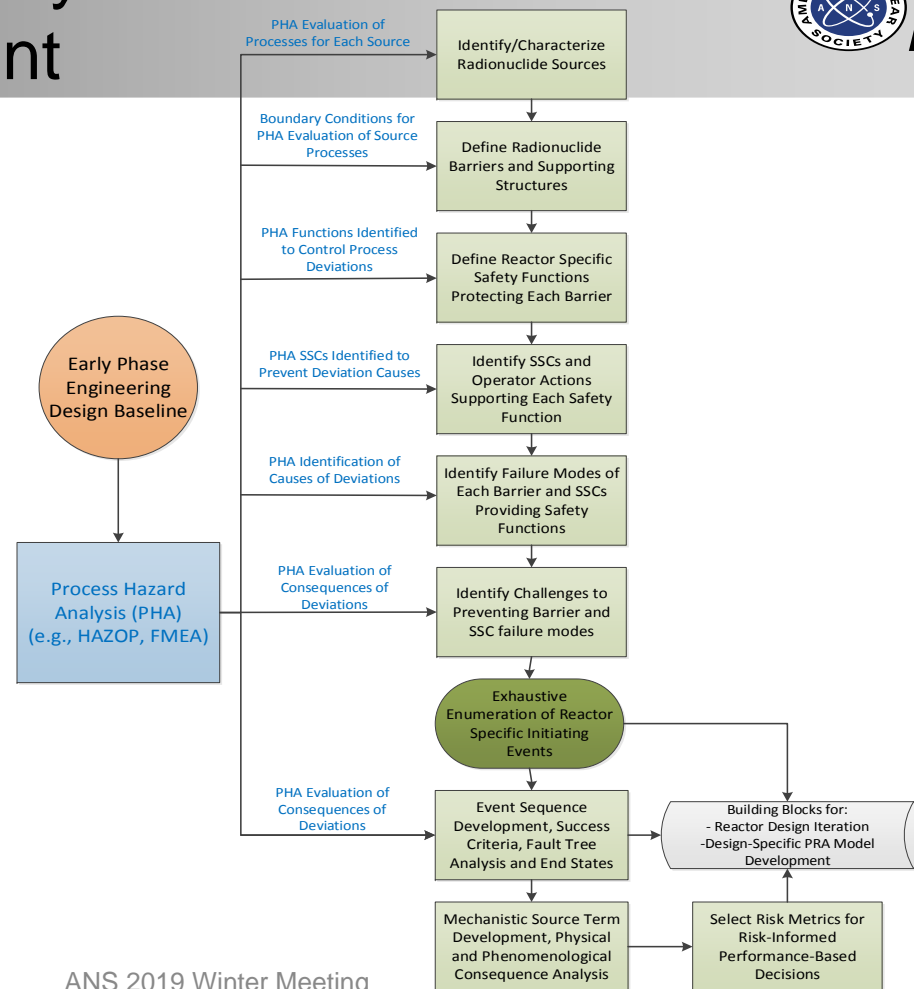 nt
A N S
SOCIETY
PHA Evaluation of
Processes for Each Source
Identify/Characterize
Radionuclide Sources
Boundary Conditions for
PHA Evaluation of Source
Processes
Define Radionuclide
Barriers and Supporting
Structures
PHA Functions Identified
to Control Process
Deviations
Define Reactor Specific
Safety Functions
Protecting Each Barrier
Early Phase
Engineering
Design Baseline
PHA SSCs Identified to
Prevent Deviation Causes
Identify SSCs and
Operator Actions
Supporting Each Safety
Function
PHA Identification of
Causes of Deviations
Identify Failure Modes of
Each Barrier and SSCs
Providing Safety
Functions
Process Hazard
Analysis (PHA)
(e.g., HAZOP, FMEA)
PHA Evaluation of
Consequences of
Deviations
Identify Challenges to
Preventing Barrier and
SSC failure modes
Exhaustive
Enumeration of Reactor
Specific Initiating
Events
PHA Evaluation of
Consequences of
Deviations
Event Sequence
Development, Success
Criteria, Fault Tree
Analysis and End States
Building Blocks for:
- Reactor Design Iteration
-Design-Specific PRA Model
Development
Mechanistic Source Term
Development, Physical
and Phenomenological
Consequence Analysis
Select Risk Metrics for
Risk-Informed
Performance-Based
Decisions
ANS 2019 Winter Meeting